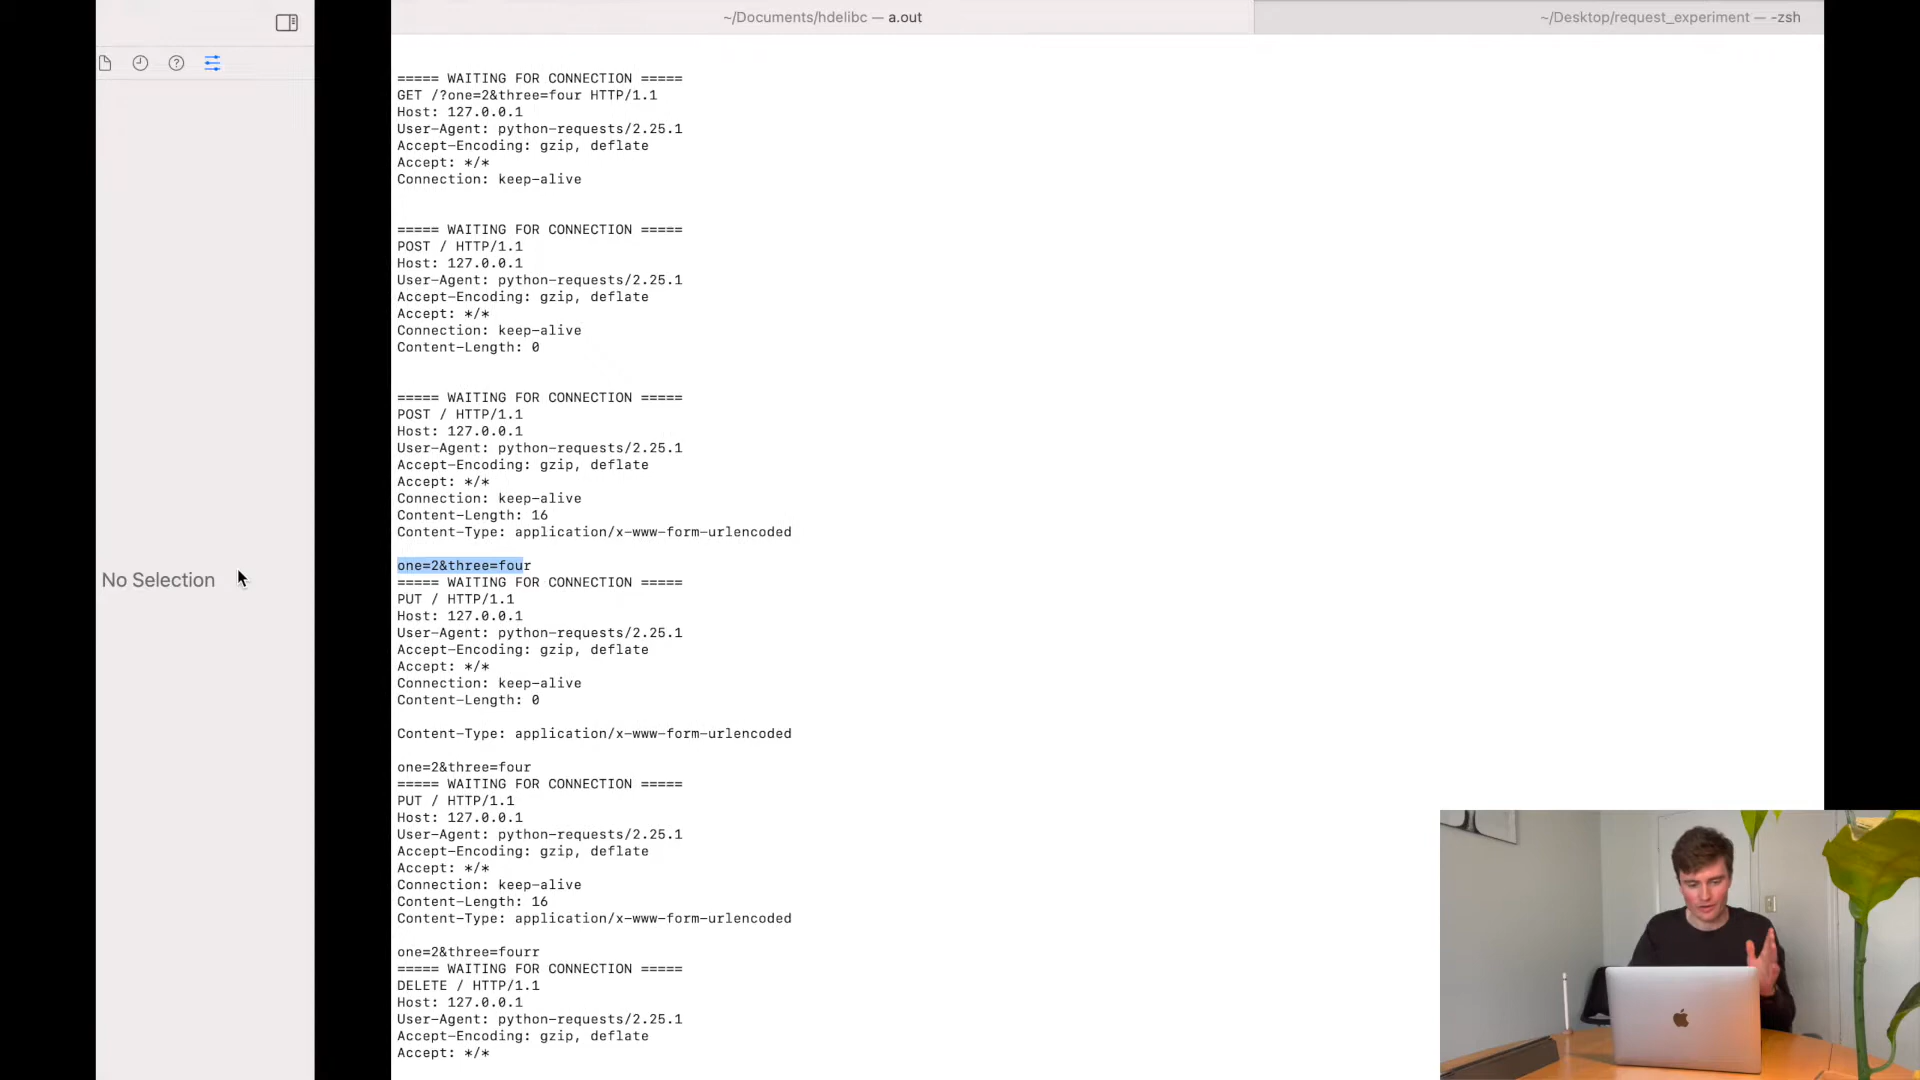 ~/Documents/hdelibc — a.out
~/Desktop/request_experiment — -zsh
===== WAITING FOR CONNECTION =====
GET /?one=2&three=four HTTP/1.1
Host: 127.0.0.1
User-Agent: python-requests/2.25.1
Accept-Encoding: gzip, deflate
Accept: */*
Connection: keep-alive
===== WAITING FOR CONNECTION =====
POST / HTTP/1.1
Host: 127.0.0.1
User-Agent: python-requests/2.25.1
Accept-Encoding: gzip, deflate
Accept: */*
Connection: keep-alive
Content-Length: 0
===== WAITING FOR CONNECTION =====
POST / HTTP/1.1
Host: 127.0.0.1
User-Agent: python-requests/2.25.1
Accept-Encoding: gzip, deflate
Accept: */*
Connection: keep-alive
Content-Length: 16
Content-Type: application/x-www-form-urlencoded
one=2&three=four
No Selection
===== WAITING FOR CONNECTION =====
PUT / HTTP/1.1
Host: 127.0.0.1
User-Agent: python-requests/2.25.1
Accept-Encoding: gzip, deflate
Accept: */*
Connection: keep-alive
Content-Length: 0
Content-Type: application/x-www-form-urlencoded
one=2&three=four
===== WAITING FOR CONNECTION =====
PUT / HTTP/1.1
Host: 127.0.0.1
User-Agent: python-requests/2.25.1
Accept-Encoding: gzip, deflate
Accept: */*
Connection: keep-alive
Content-Length: 16
Content-Type: application/x-www-form-urlencoded
one=2&three=fourr
===== WAITING FOR CONNECTION =====
DELETE / HTTP/1.1
Host: 127.0.0.1
User-Agent: python-requests/2.25.1
Accept-Encoding: gzip, deflate
Accept: */*